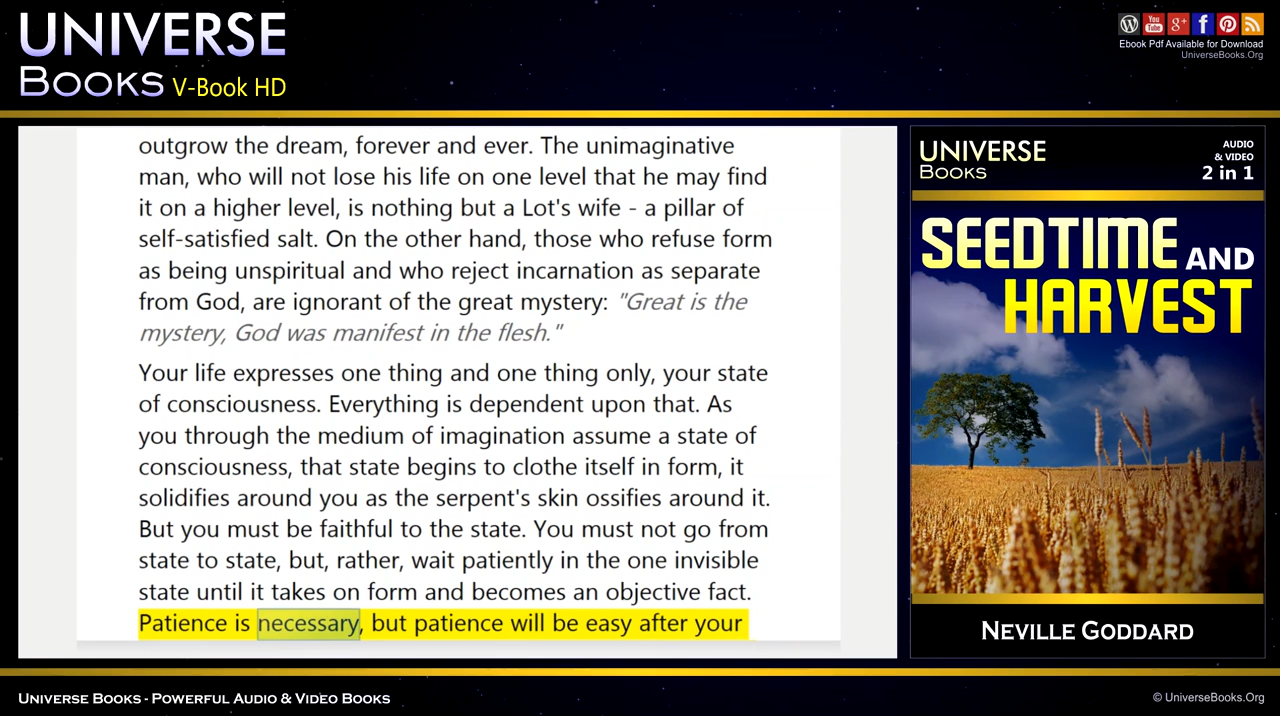 UNIVERSE
BOOKS V-Book HD
You
Tube
g+
f
Ebook Pdf Available for Download
UniverseBooks.Org
outgrow the dream, forever and ever. The unimaginative
man, who will not lose his life on one level that he may find
it on a higher level, is nothing but a Lot's wife - a pillar of
self-satisfied salt. On the other hand, those who refuse form
as being unspiritual and who reject incarnation as separate
from God, are ignorant of the great mystery: "Great is the
mystery, God was manifest in the flesh."
Your life expresses one thing and one thing only, your state
of consciousness. Everything is dependent upon that. As
you through the medium of imagination assume a state of
consciousness, that state begins to clothe itself in form, it
solidifies around you as the serpent's skin ossifies around it.
But you must be faithful to the state. You must not go from
state to state, but, rather, wait patiently in the one invisible
state until it takes on form and becomes an objective fact.
Patience is necessary, but patience will be easy after your
UNIVERSE
BOOKS
AUDIO
& VIDEO
2 in 1
SEEDTIME AND
HARVEST
NEVILLE GODDARD
UNIVERSE BOOKS - POWERFUL AUDIO & VIDEO BOOKS
© UniverseBooks.Org